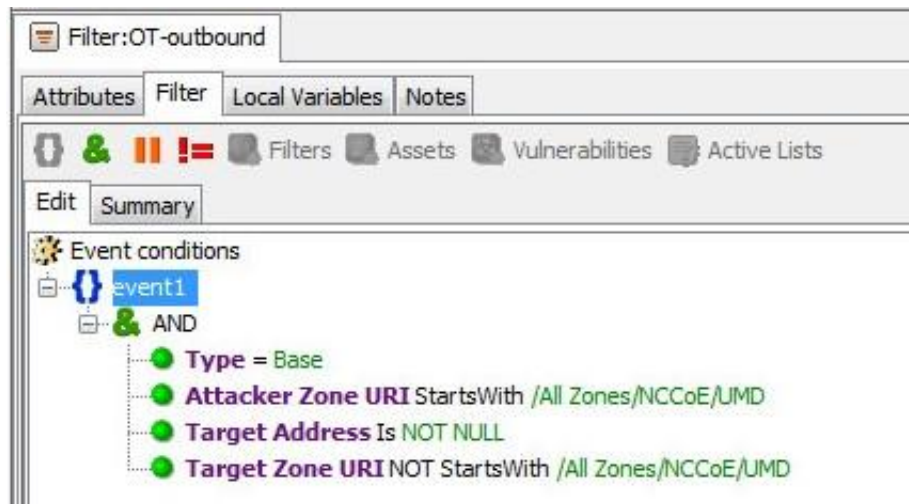 Filter:OT-outbound
Attributes Filter Local Variables Notes
{} & || != Filters Assets Vulnerabilities Active Lists
Edit Summary
Event conditions
{} event1
& AND
Type = Base
Attacker Zone URI StartsWith /All Zones/NCCoE/UMD
Target Address Is NOT NULL
Target Zone URI NOT StartsWith /All Zones/NCCoE/UMD